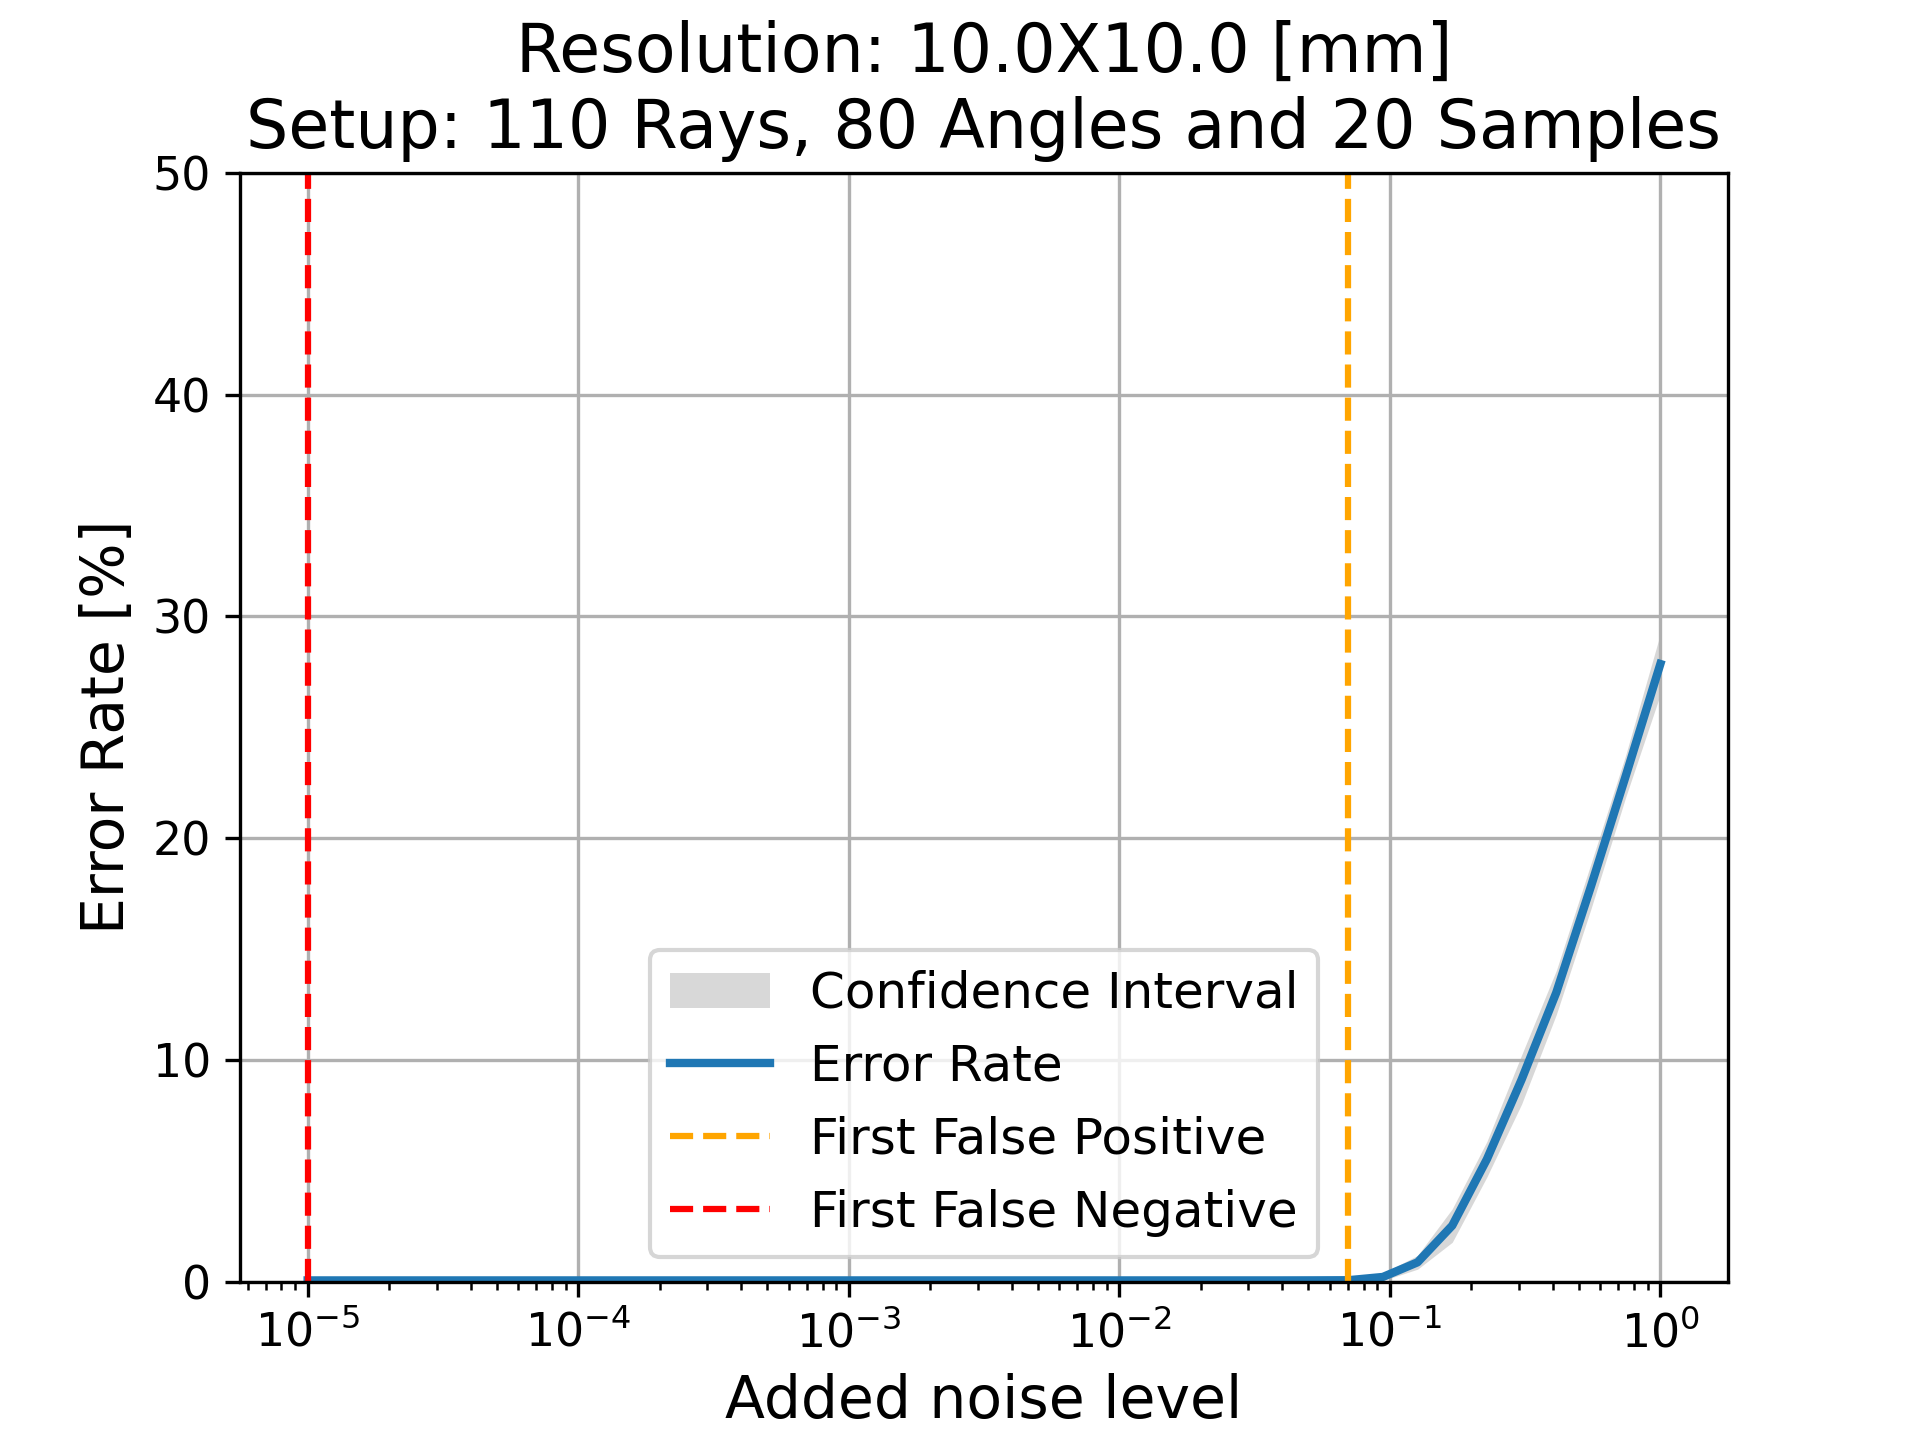 Resolution: 10.0X10.0 [mm]
Setup: 110 Rays, 80 Angles and 20 Samples
50
40
30
20
10
0
Error Rate [%]
Confidence Interval
Error Rate
First False Positive
First False Negative
10⁻⁵ 10⁻⁴ 10⁻³ 10⁻² 10⁻¹ 10⁰
Added noise level